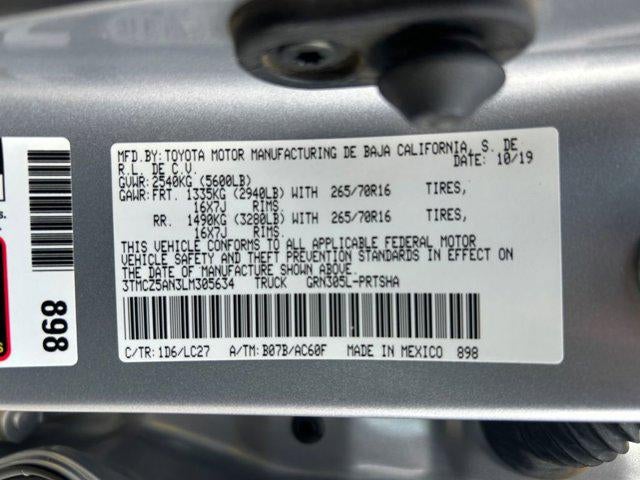 MFD.BY:TOYOTA MOTOR MANUFACTURING DE BAJA CALIFORNIA, S. DE
R.L. DE C.V. DATE: 10/19
GVWR:2540KG (5600LB)
GAWR:FRT. 1335KG (2940LB) WITH 265/70R16 TIRES,
16X7J RIMS.
RR. 1490KG (3280LB) WITH 265/70R16 TIRES,
16X7J RIMS.
THIS VEHICLE CONFORMS TO ALL APPLICABLE FEDERAL MOTOR
VEHICLE SAFETY AND THEFT PREVENTION STANDARDS IN EFFECT ON
THE DATE OF MANUFACTURE SHOWN ABOVE.
3TMCZ5AN3LM305634 TRUCK GRN305L-PRTSHA
C/TR:1D6/LC27 A/TM:B07B/AC60F MADE IN MEXICO 898
898